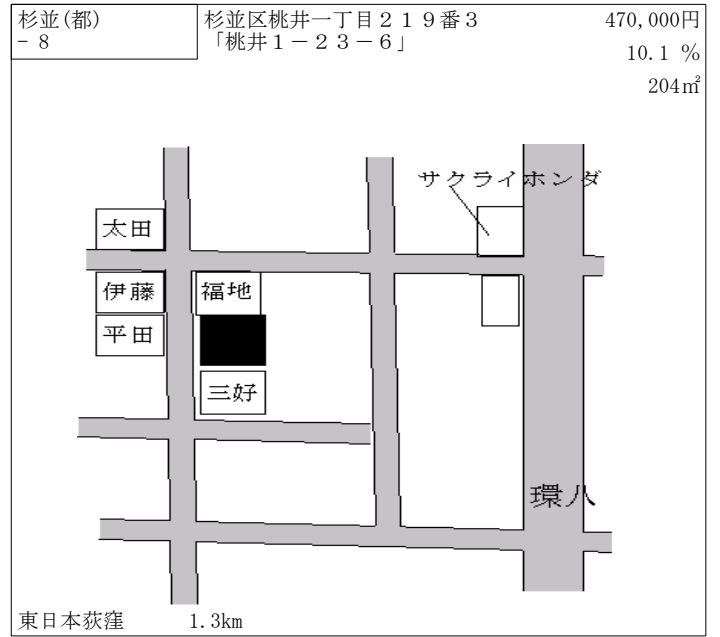 杉並(都)
－8
杉並区桃井一丁目２１９番３
「桃井１－２３－６」
470,000円
10.1 %
204㎡
サクライホンダ
太田
伊藤
福地
平田
三好
環八
東日本荻窪 1.3km